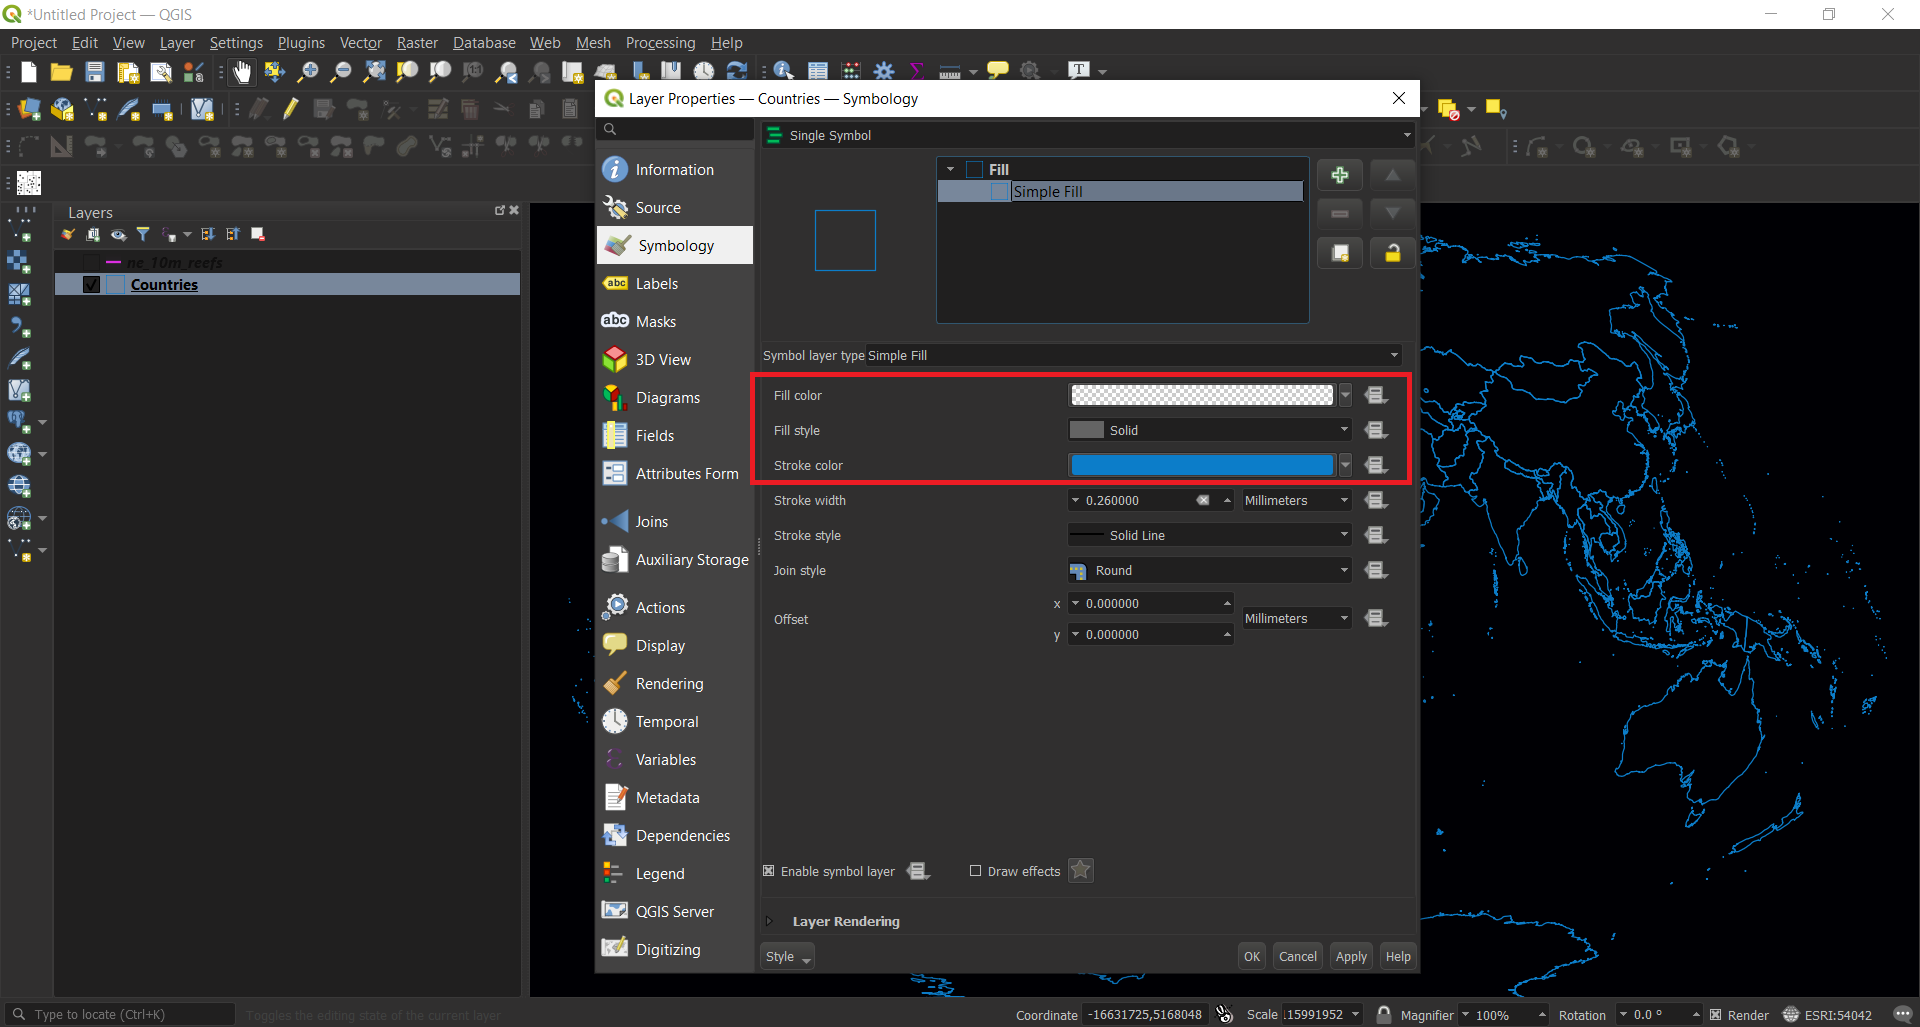 *Untitled Project — QGIS
Project Edit View Layer Settings Plugins Vector Raster Database Web Mesh Processing Help
Layer Properties — Countries — Symbology
Single Symbol
Information
Source
Symbology
Labels
Masks
3D View
Diagrams
Fields
Attributes Form
Joins
Auxiliary Storage
Actions
Display
Rendering
Temporal
Variables
Metadata
Dependencies
Legend
QGIS Server
Digitizing
Fill
Simple Fill
Symbol layer type Simple Fill
Fill color
Fill style Solid
Stroke color
Stroke width 0.260000 Millimeters
Stroke style Solid Line
Join style Round
Offset x 0.000000 Millimeters
y 0.000000
Enable symbol layer Draw effects
Layer Rendering
Style OK Cancel Apply Help
Layers
ne_10m_reefs
Countries
abc
abc
Type to locate (Ctrl+K) Toggles the editing state of the current layer Coordinate -16631725,5168048 Scale 115991952 Magnifier 100% Rotation 0.0 ° Render ESRI:54042